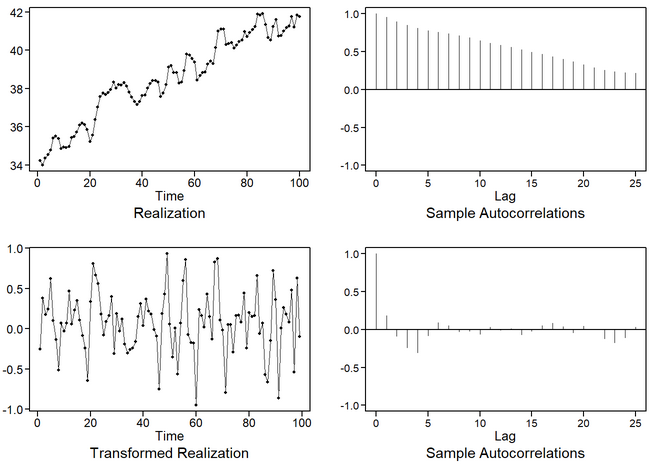 42
40
38
36
34
0 20 40 60 80 100
Time
Realization
1.0
0.5
0.0
-0.5
-1.0
0 5 10 15 20 25
Lag
Sample Autocorrelations
1.0
0.5
0.0
-0.5
-1.0
0 20 40 60 80 100
Time
Transformed Realization
1.0
0.5
0.0
-0.5
-1.0
0 5 10 15 20 25
Lag
Sample Autocorrelations